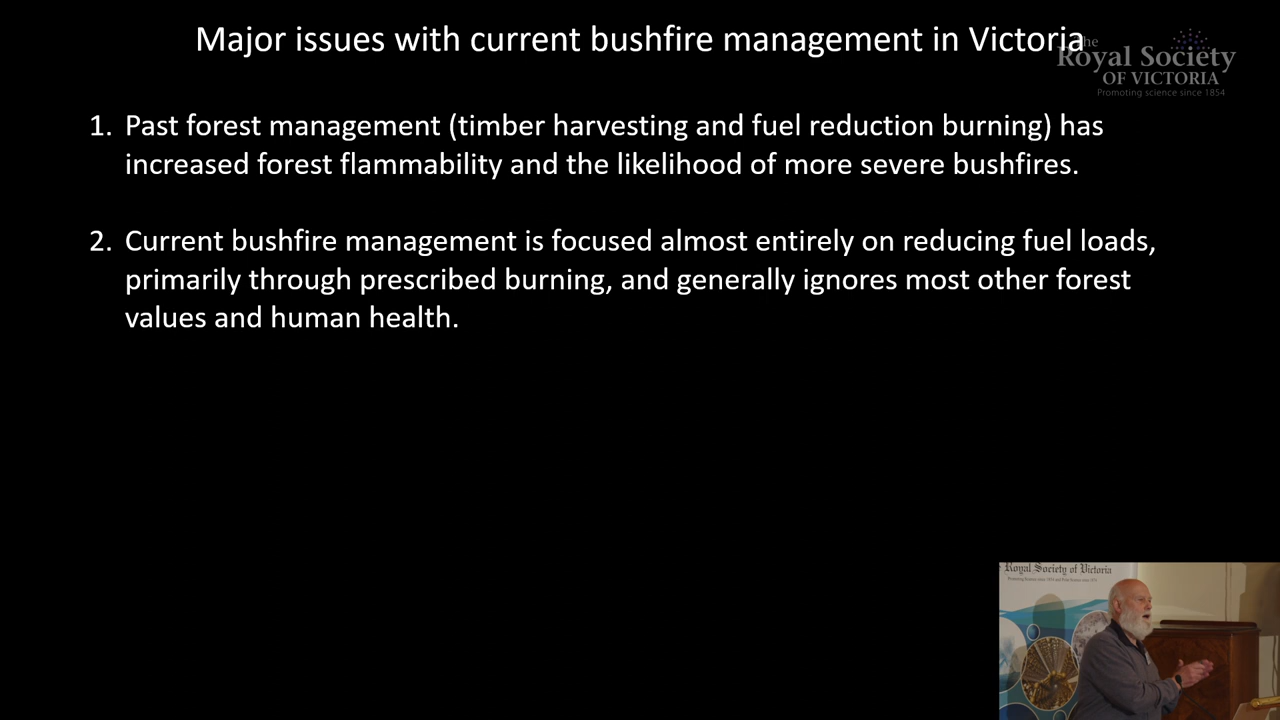 Major issues with current bushfire management in Victoria
The
Royal Society
OF VICTORIA
Promoting science since 1854
1. Past forest management (timber harvesting and fuel reduction burning) has
increased forest flammability and the likelihood of more severe bushfires.
2. Current bushfire management is focused almost entirely on reducing fuel loads,
primarily through prescribed burning, and generally ignores most other forest
values and human health.
Royal Society of Victoria